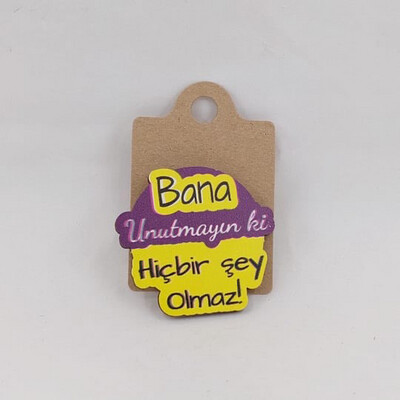 Bana
Unutmayın ki
Hiçbir şey
Olmaz!